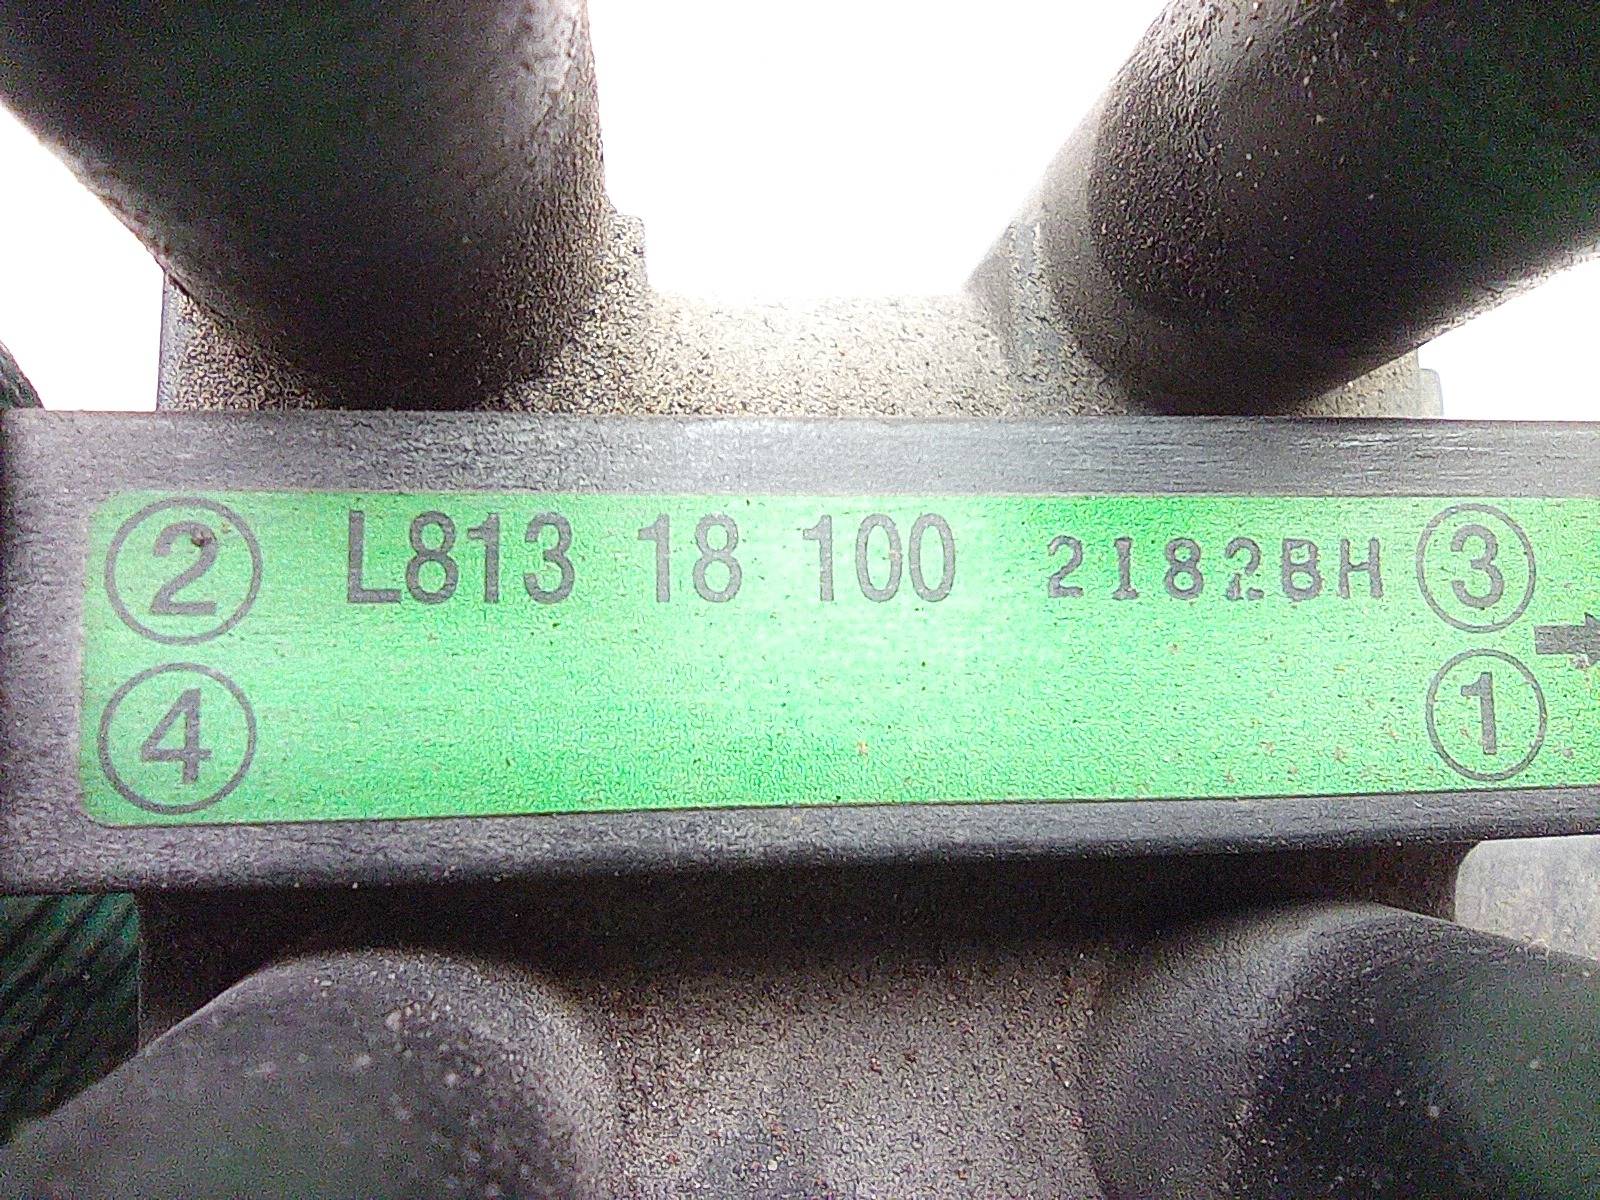 ② L813 18 100 2182BH ③
④ ①